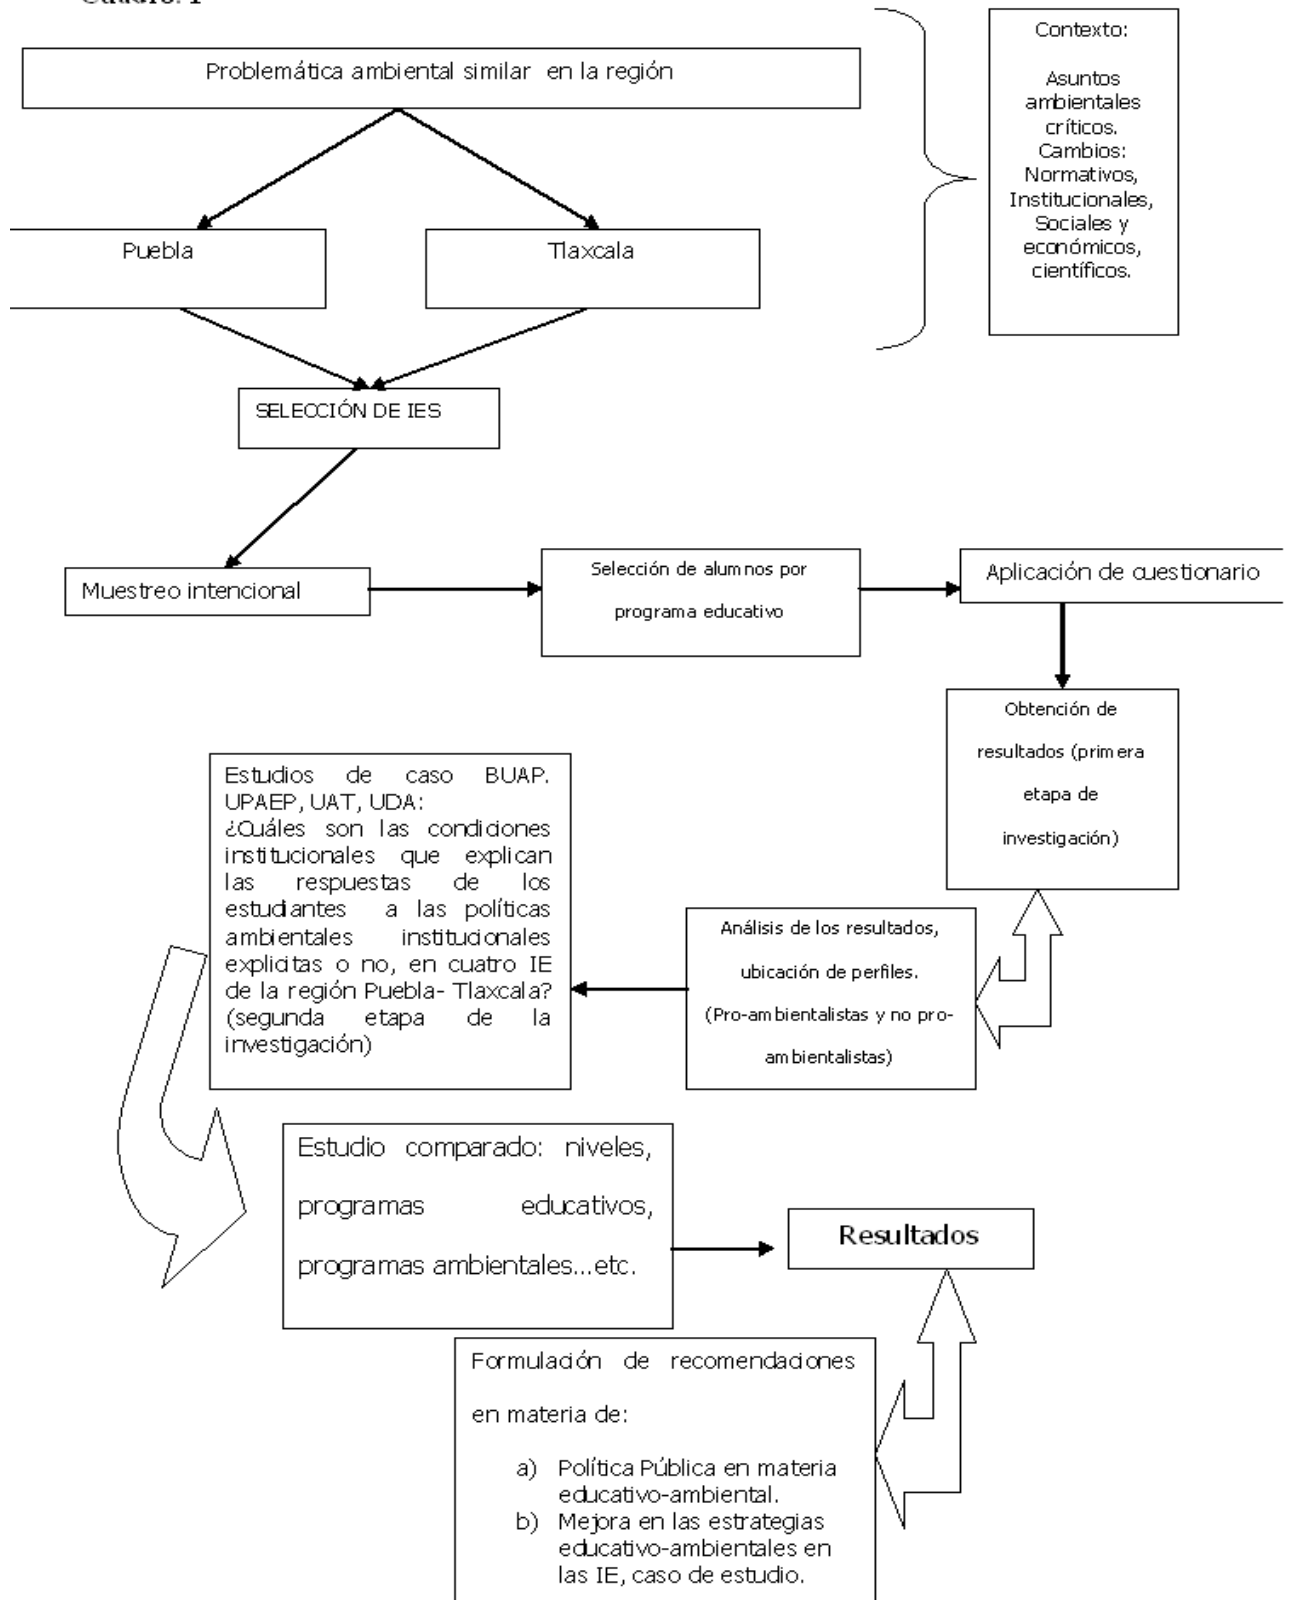 Cuadro. 1
Problemática ambiental similar en la región
Contexto:
Asuntos
ambientales
críticos.
Cambios:
Normativos,
Institucionales,
Sociales y
económicos,
científicos.
Puebla
Tlaxcala
SELECCIÓN DE IES
Muestreo intencional
Selección de alumnos por
programa educativo
Aplicación de cuestionario
Obtención de
resultados (primera
etapa de
investigación)
Estudios de caso BUAP.
UPAEP, UAT, UDA:
¿Cuáles son las condiciones
institucionales que explican
las respuestas de los
estudiantes a las políticas
ambientales institucionales
explicitas o no, en cuatro IE
de la región Puebla- Tlaxcala?
(segunda etapa de la
investigación)
Análisis de los resultados,
ubicación de perfiles.
(Pro-ambientalistas y no pro-
ambientalistas)
Estudio comparado: niveles,
programas educativos,
programas ambientales...etc.
Resultados
Formulación de recomendaciones
en materia de:
a) Política Pública en materia
educativo-ambiental.
b) Mejora en las estrategias
educativo-ambientales en
las IE, caso de estudio.